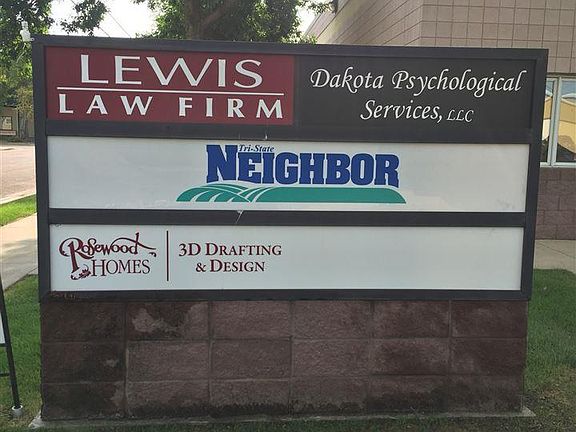 LEWIS
LAW FIRM
Dakota Psychological
Services, LLC
Tri-State
NEIGHBOR
Rosewood
HOMES
3D DRAFTING
& DESIGN